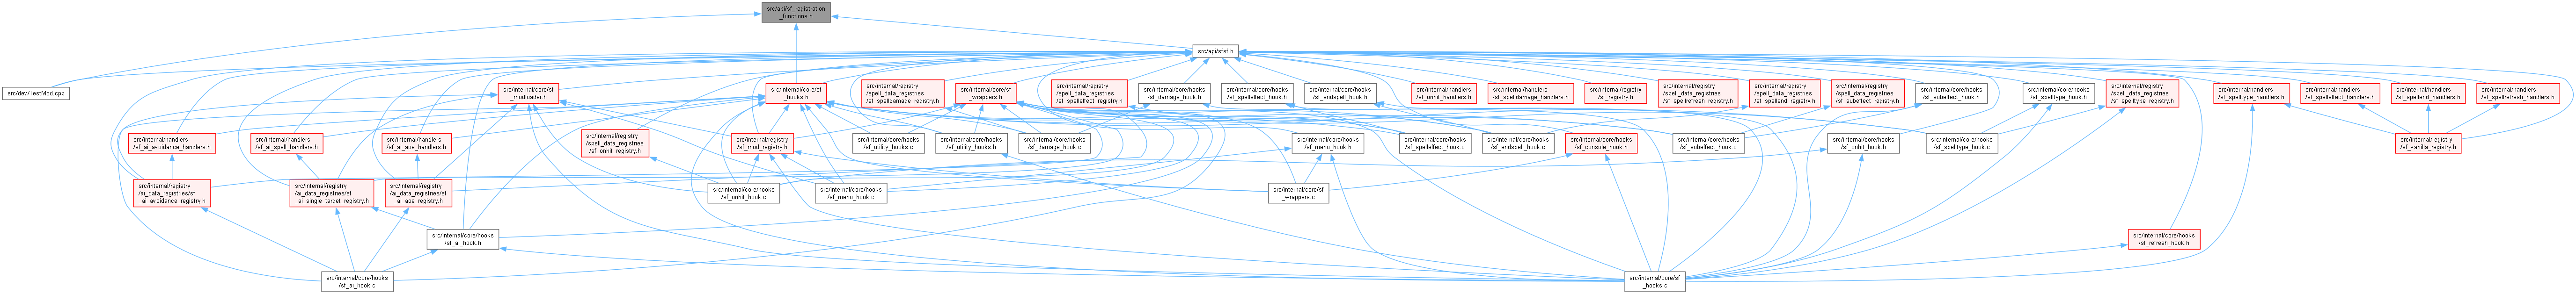 src/api/sf_registration
_functions.h
src/api/sfsf.h
src/dev/TestMod.cpp
src/internal/core/sf
_modloader.h
src/internal/core/sf
_hooks.h
src/internal/registry
/spell_data_registries
/sf_spelldamage_registry.h
src/internal/core/sf
_wrappers.h
src/internal/registry
/spell_data_registries
/sf_spelleffect_registry.h
src/internal/core/hooks
/sf_damage_hook.h
src/internal/core/hooks
/sf_spelleffect_hook.h
src/internal/core/hooks
/sf_endspell_hook.h
src/internal/handlers
/sf_onhit_handlers.h
src/internal/handlers
/sf_spelldamage_handlers.h
src/internal/registry
/sf_registry.h
src/internal/registry
/spell_data_registries
/sf_spellrefresh_registry.h
src/internal/registry
/spell_data_registries
/sf_spellend_registry.h
src/internal/registry
/spell_data_registries
/sf_subeffect_registry.h
src/internal/core/hooks
/sf_subeffect_hook.h
src/internal/core/hooks
/sf_spelltype_hook.h
src/internal/registry
/spell_data_registries
/sf_spelltype_registry.h
src/internal/handlers
/sf_spelltype_handlers.h
src/internal/handlers
/sf_spelleffect_handlers.h
src/internal/handlers
/sf_spellend_handlers.h
src/internal/handlers
/sf_spellrefresh_handlers.h
src/internal/handlers
/sf_ai_avoidance_handlers.h
src/internal/handlers
/sf_ai_spell_handlers.h
src/internal/handlers
/sf_ai_aoe_handlers.h
src/internal/registry
/spell_data_registries
/sf_onhit_registry.h
src/internal/registry
/sf_mod_registry.h
src/internal/core/hooks
/sf_utility_hooks.c
src/internal/core/hooks
/sf_utility_hooks.h
src/internal/core/hooks
/sf_damage_hook.c
src/internal/core/hooks
/sf_menu_hook.h
src/internal/core/hooks
/sf_spelleffect_hook.c
src/internal/core/hooks
/sf_endspell_hook.c
src/internal/core/hooks
/sf_console_hook.h
src/internal/core/hooks
/sf_subeffect_hook.c
src/internal/core/hooks
/sf_onhit_hook.h
src/internal/core/hooks
/sf_spelltype_hook.c
src/internal/registry
/sf_vanilla_registry.h
src/internal/registry
/ai_data_registries/sf
_ai_avoidance_registry.h
src/internal/registry
/ai_data_registries/sf
_ai_single_target_registry.h
src/internal/registry
/ai_data_registries/sf
_ai_aoe_registry.h
src/internal/core/hooks
/sf_onhit_hook.c
src/internal/core/hooks
/sf_menu_hook.c
src/internal/core/sf
_wrappers.c
src/internal/core/hooks
/sf_ai_hook.h
src/internal/core/hooks
/sf_refresh_hook.h
src/internal/core/hooks
/sf_ai_hook.c
src/internal/core/sf
_hooks.c